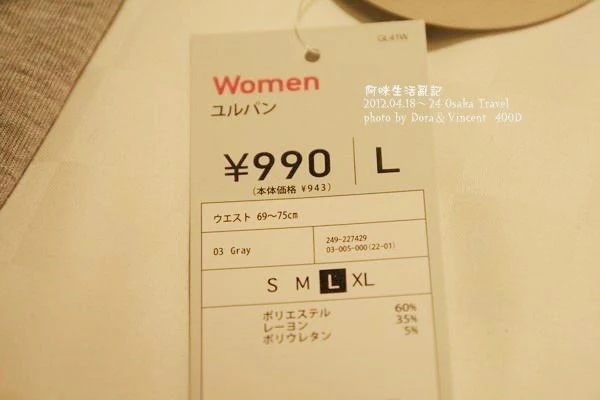 GL41W
Women
ユルパン
阿咪生活亂記
2012.04.18～24 Osaka Travel
photo by Dora & Vincent 400D
¥990 L
(本体価格 ¥943)
ウエスト 69～75cm
03 Gray
249-227429
03-005-000(22-01)
S M L XL
ポリエステル 60%
レーヨン 35%
ポリウレタン 5%